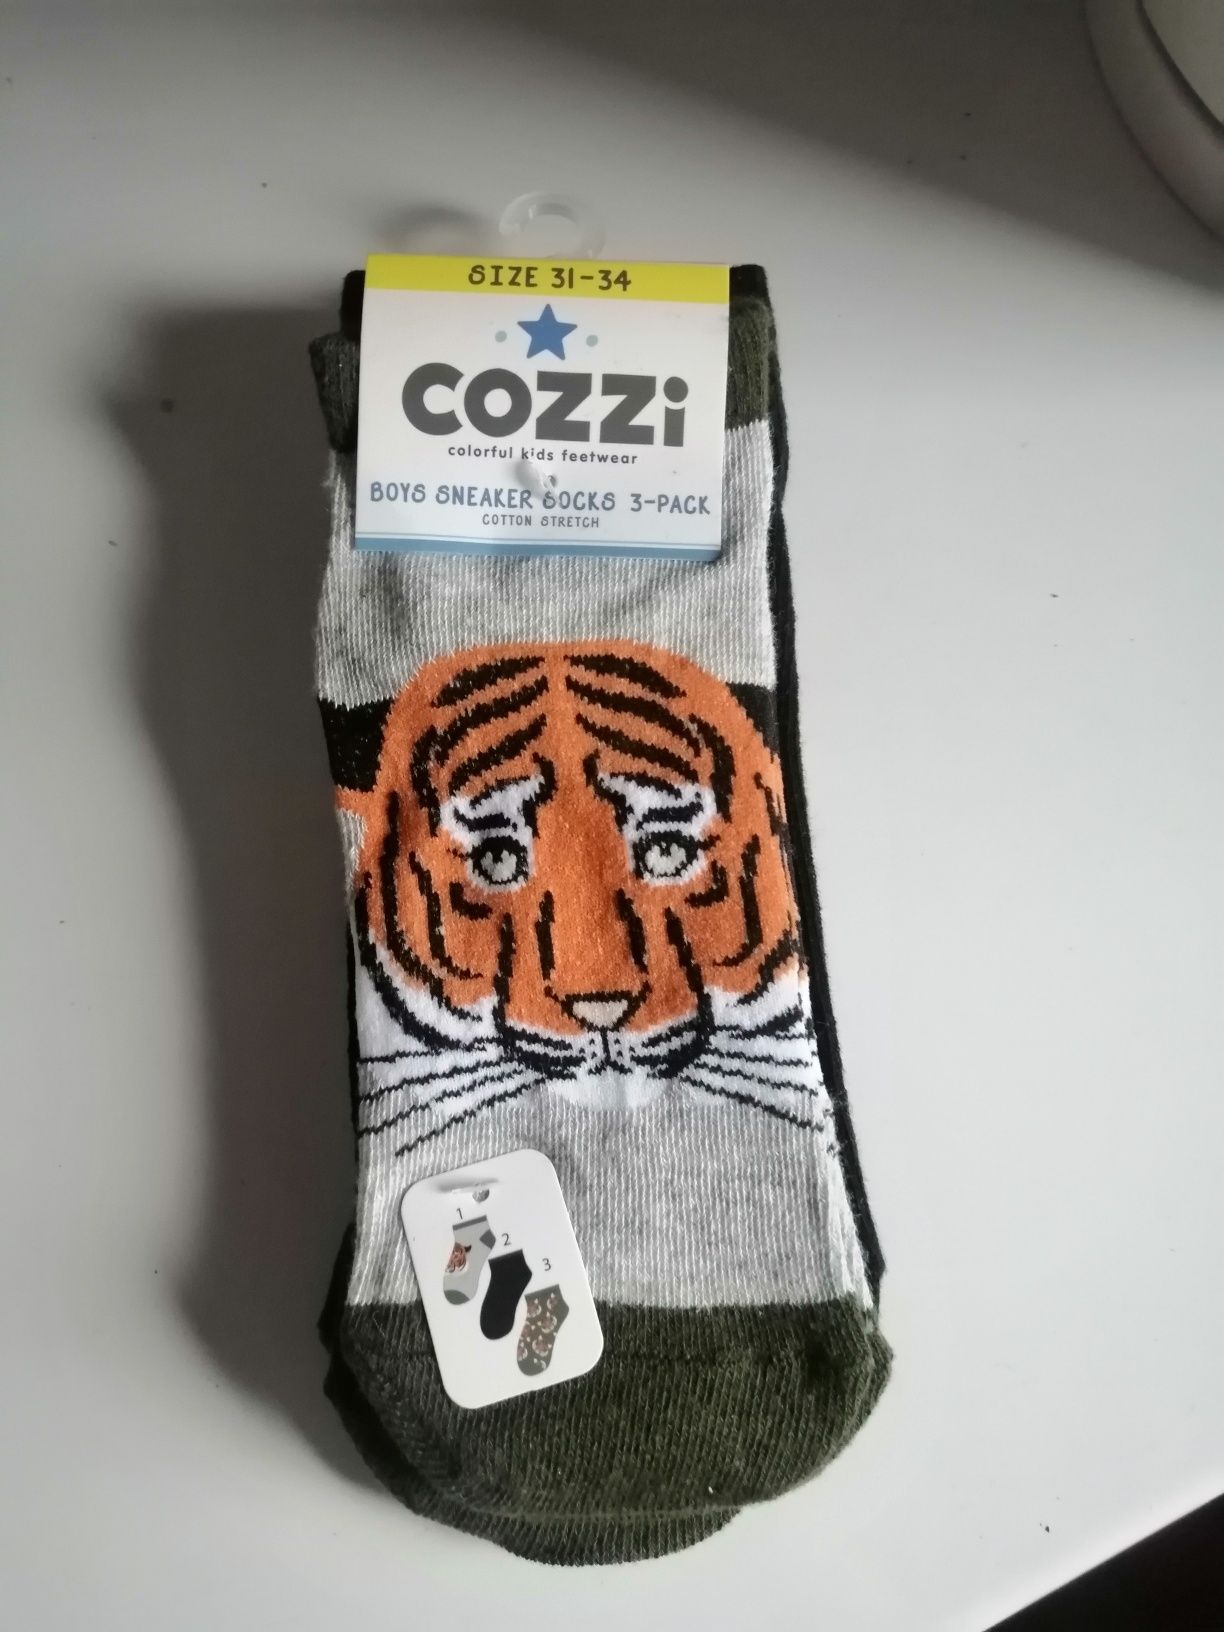 SIZE 31-34
COZZi
colorful kids feetwear
BOYS SNEAKER SOCKS 3-PACK
COTTON STRETCH
1
2
3